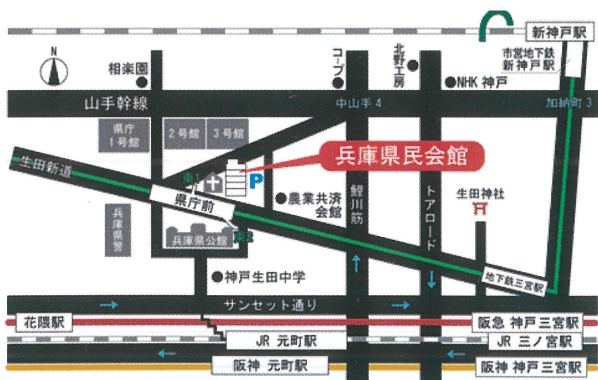 新神戸駅
市営地下鉄
新神戸駅
N
相楽園
コープ
北野工房
NHK 神戸
山手幹線
中山手4
加納町3
県庁
1号館
2号館
3号館
兵庫県民会館
生田新道
東1
P
県庁前
農業共済
会館
鯉川筋
トアロード
生田神社
兵庫県警
兵庫県公館
東2
神戸生田中学
地下鉄三宮駅
サンセット通り
花隈駅
阪急 神戸三宮駅
JR 元町駅
JR 三ノ宮駅
阪神 元町駅
阪神 神戸三宮駅